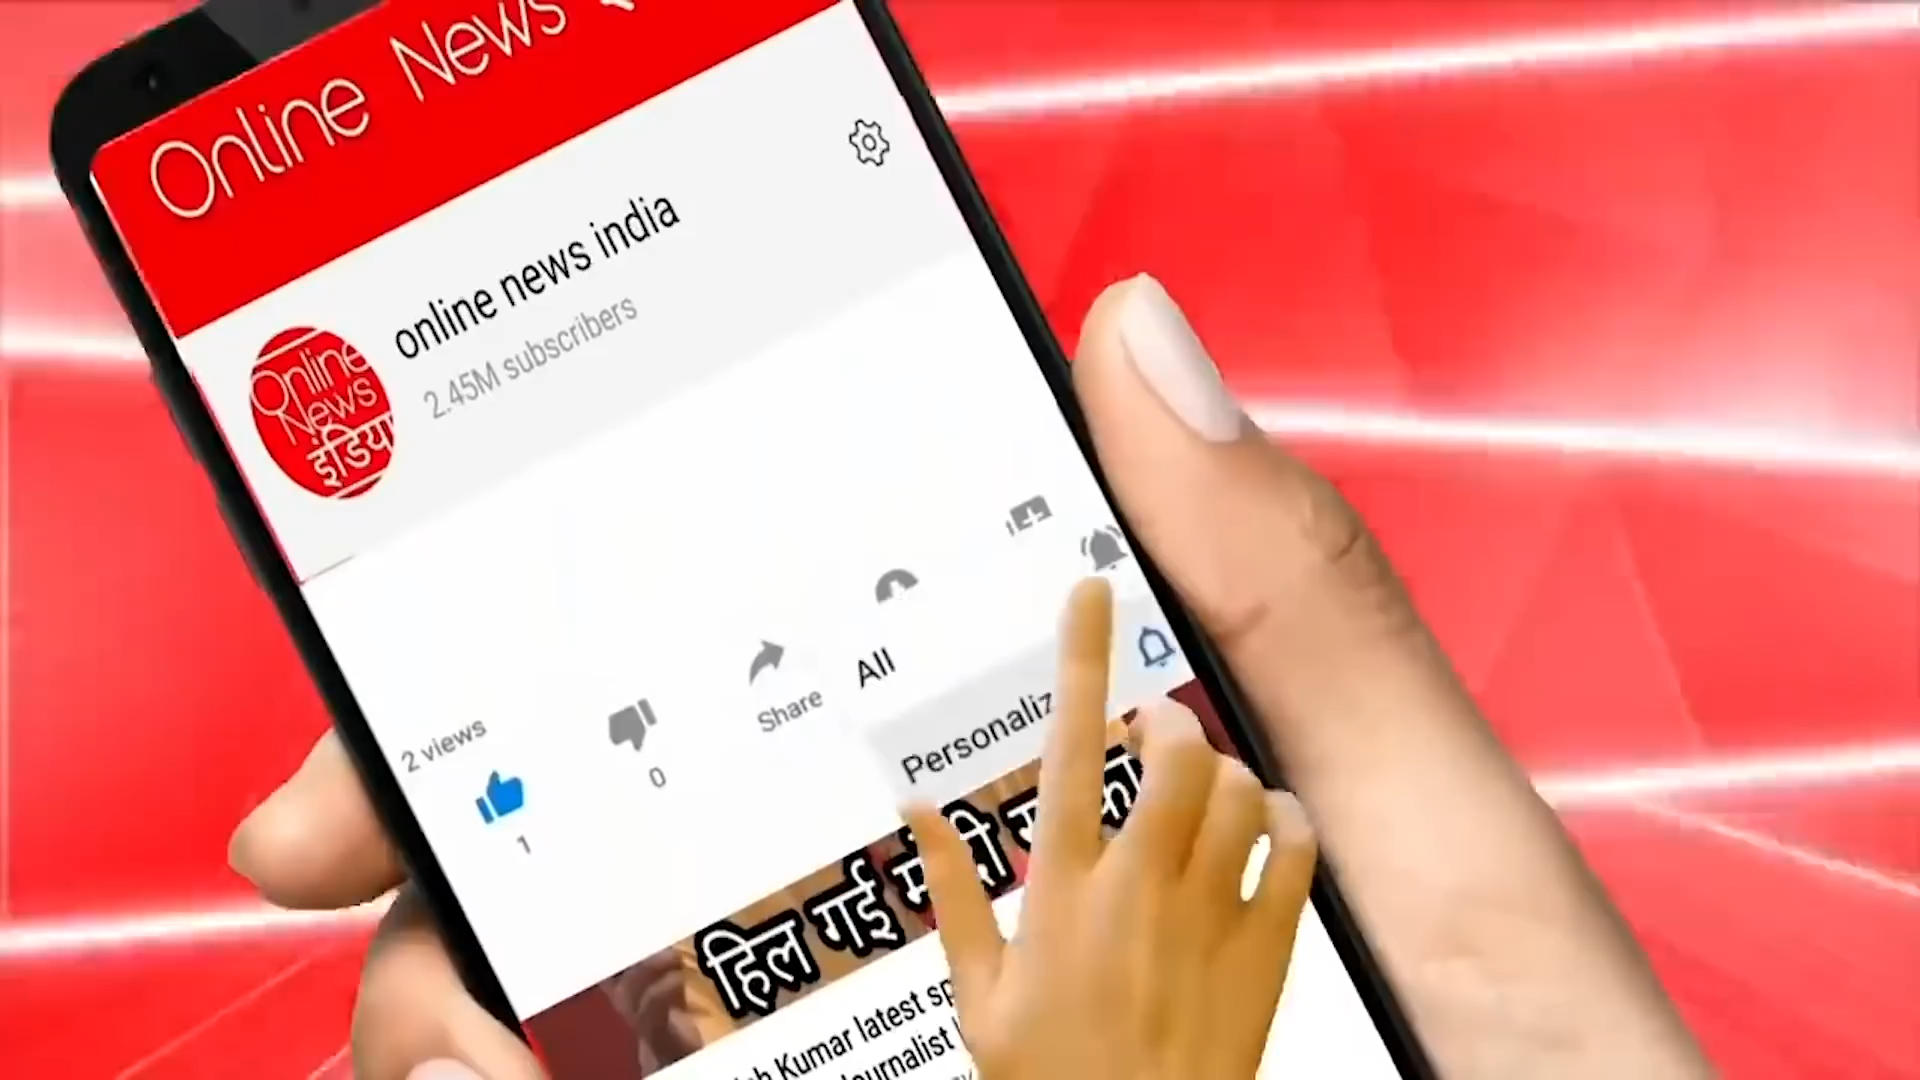 Online News
online news india
2.45M subscribers
Online
News
इंडिया
All
Share
Personaliz
2 views
0
1
हिल गई
Kumar latest sp